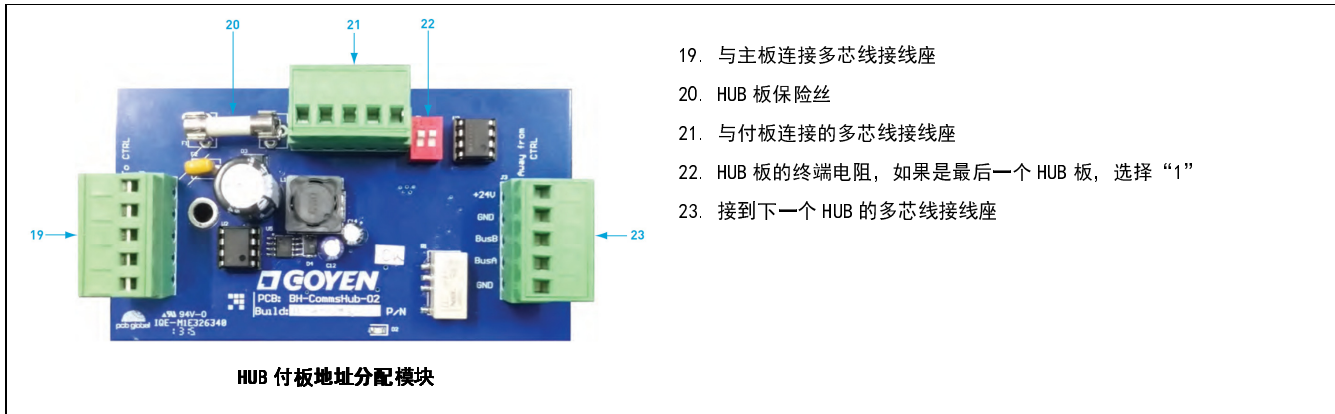 20
21
22
19. 与主板连接多芯线接线座
20. HUB 板保险丝
21. 与付板连接的多芯线接线座
22. HUB 板的终端电阻, 如果是最后一个 HUB 板, 选择“1”
23. 接到下一个 HUB 的多芯线接线座
To CTRL
Away from
CTRL
+24V
GND
BusB
BusA
GND
19
23
GOYEN
PCB: BH-CommsHub-02
Build:
P/N
pcb global
94V-0
IQE-M1E326340
HUB 付板地址分配模块